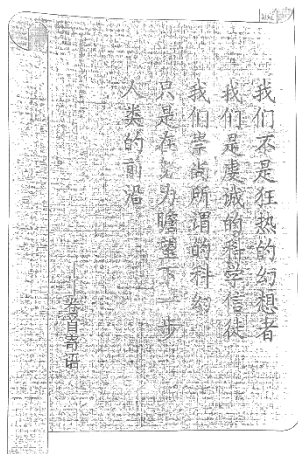 我们不是狂热的幻想者
我们是虔诚的科学信徒
我们崇尚所谓的科幻
只是在 为瞻望下一步
人类的前沿
——卷首寄语